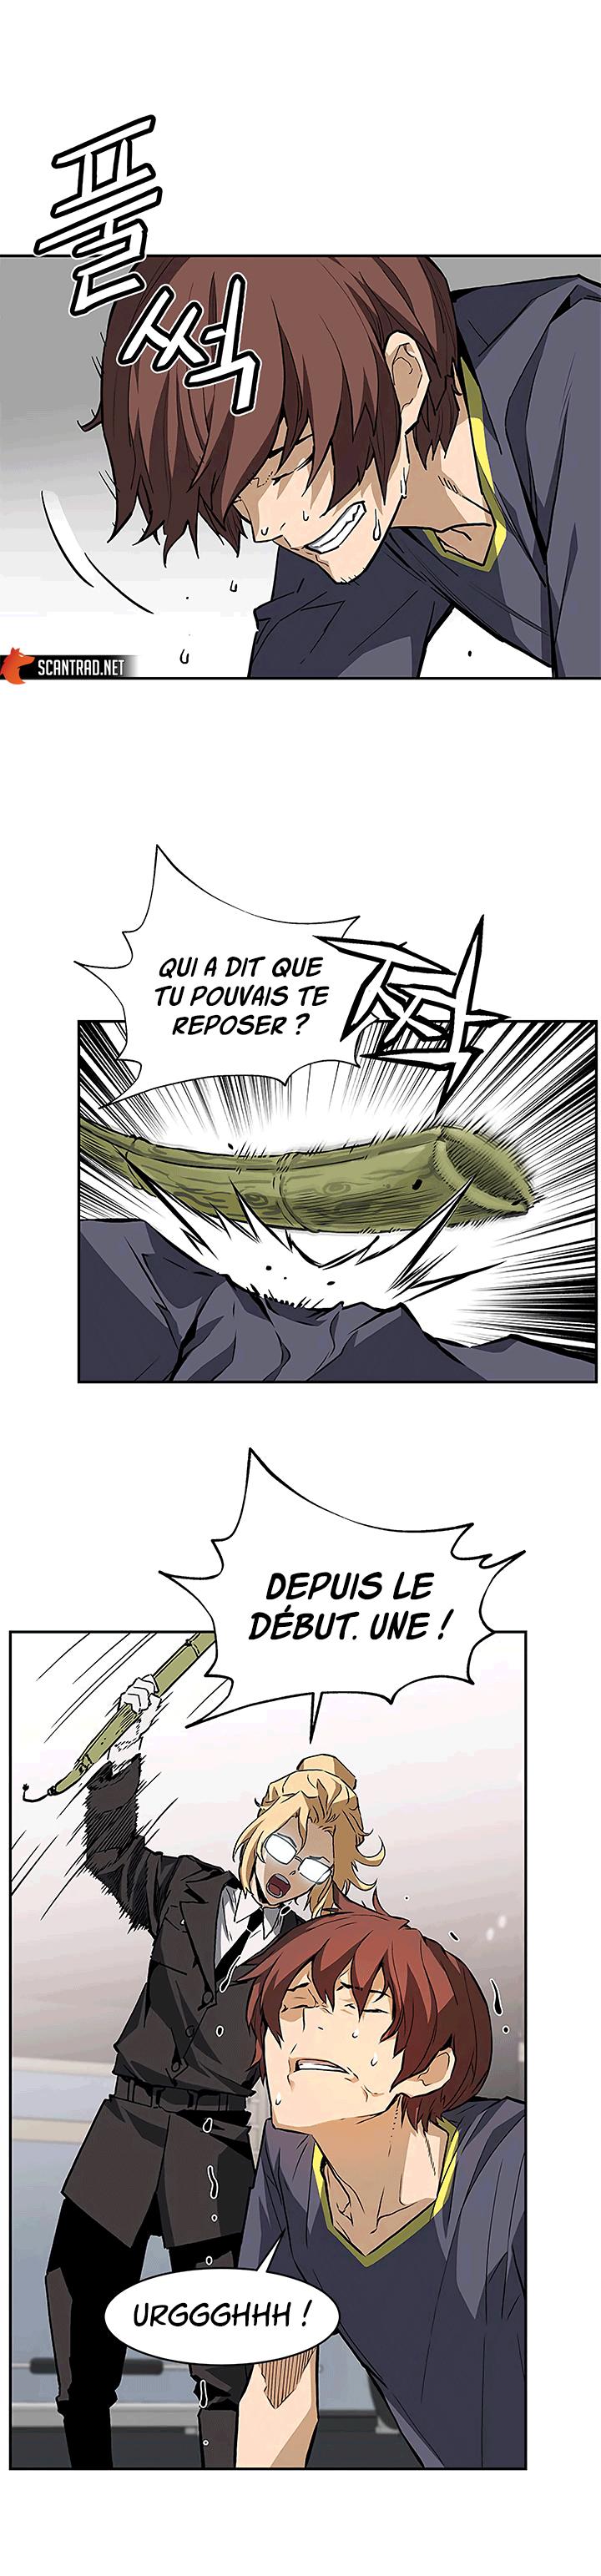 풀
썩
SCANTRAD.NET
QUI A DIT QUE
TU POUVAIS TE
REPOSER ?
DEPUIS LE
DÉBUT. UNE !
URGGGHHH !